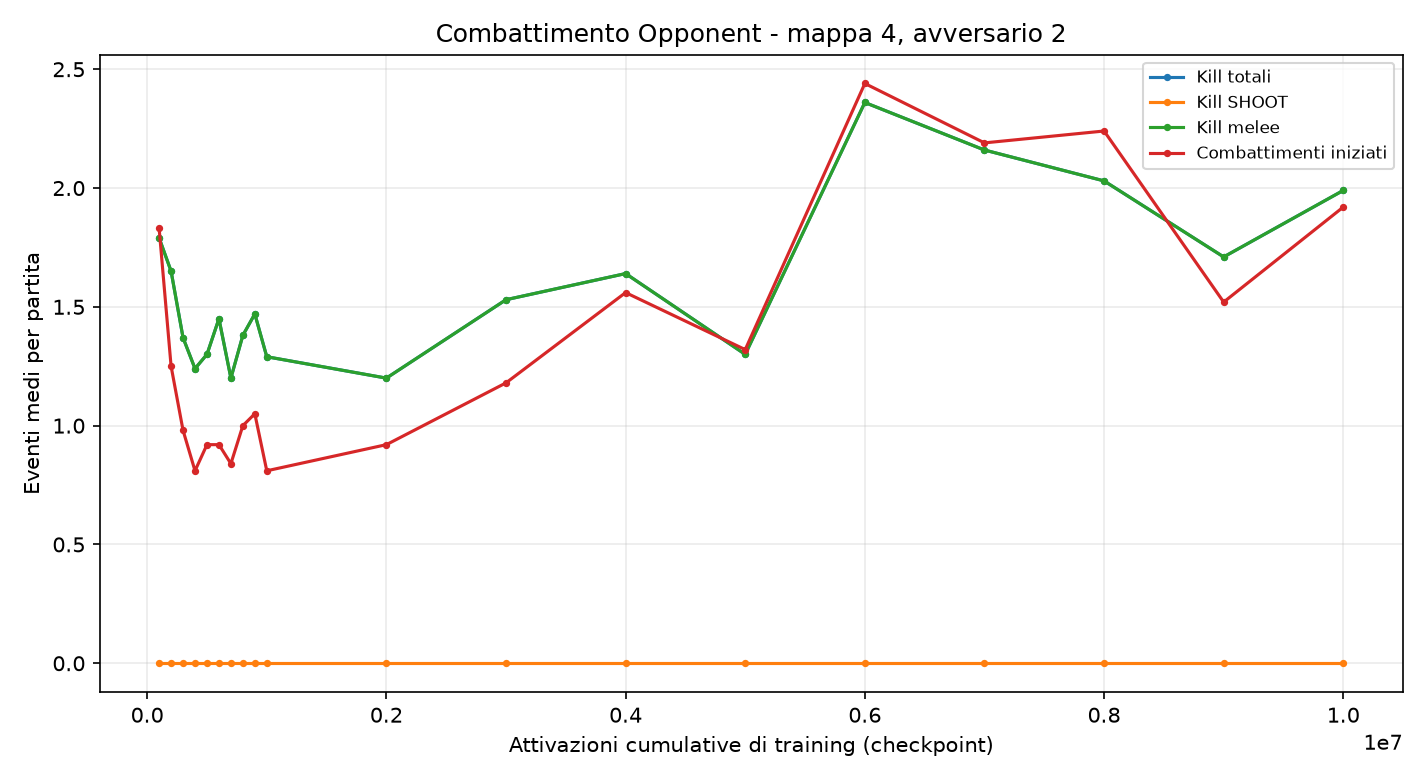 Combattimento Opponent - mappa 4, avversario 2
Kill totali
Kill SHOOT
Kill melee
Combattimenti iniziati
Eventi medi per partita
2.5
2.0
1.5
1.0
0.5
0.0
0.0
0.2
0.4
0.6
0.8
1.0
1e7
Attivazioni cumulative di training (checkpoint)